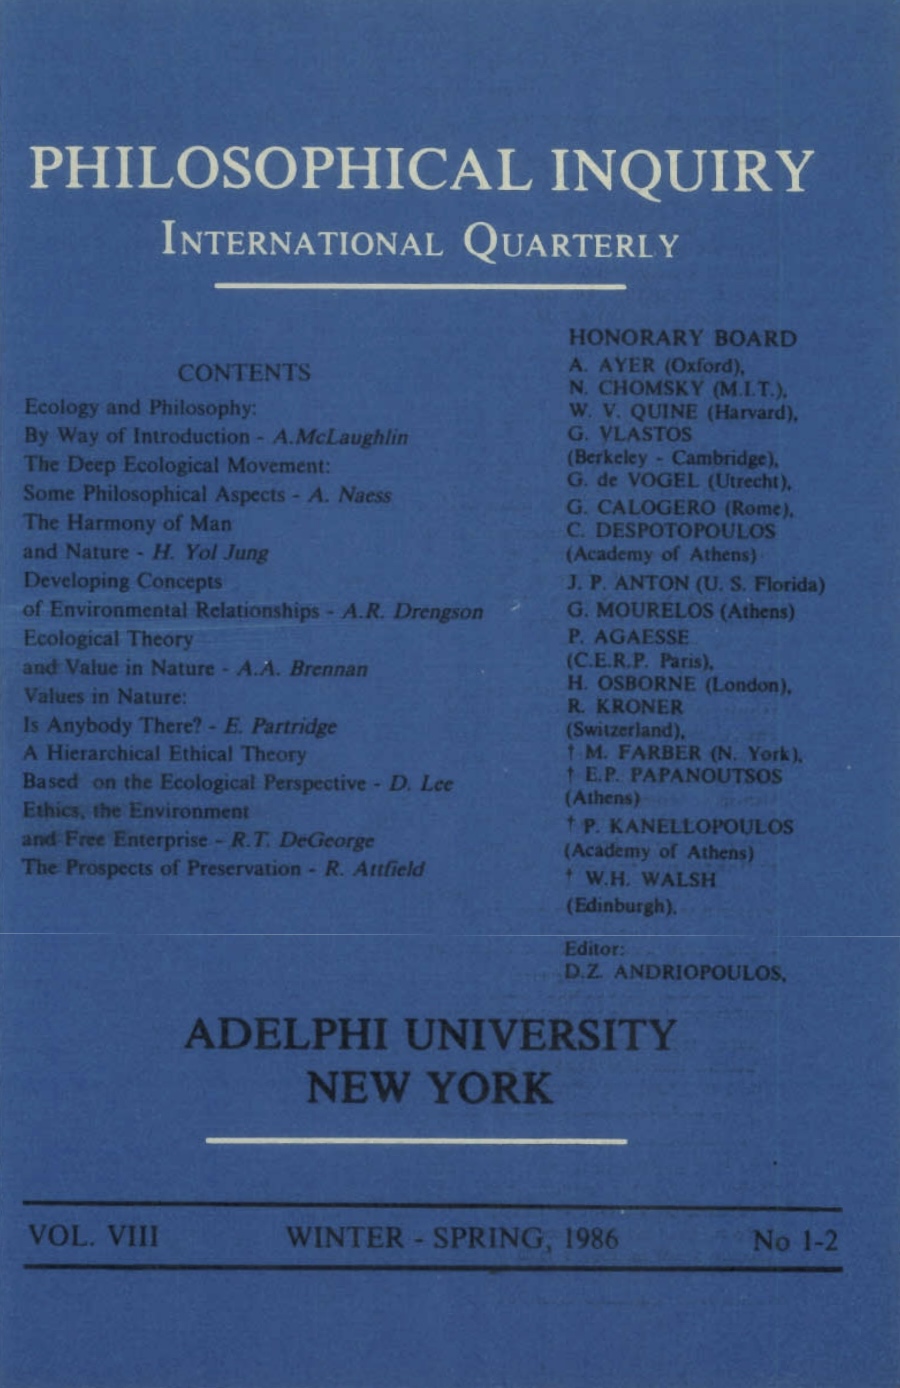 PHILOSOPHICAL INQUIRY
INTERNATIONAL QUARTERLY
CONTENTS
Ecology and Philosophy:
By Way of Introduction - A.McLaughlin
The Deep Ecological Movement:
Some Philosophical Aspects - A. Naess
The Harmony of Man
and Nature - H. Yol Jung
Developing Concepts
of Environmental Relationships - A.R. Drengson
Ecological Theory
and Value in Nature - A.A. Brennan
Values in Nature:
Is Anybody There? - E. Partridge
A Hierarchical Ethical Theory
Based on the Ecological Perspective - D. Lee
Ethics, the Environment
and Free Enterprise - R.T. DeGeorge
The Prospects of Preservation - R. Attfield
HONORARY BOARD
A. AYER (Oxford),
N. CHOMSKY (M.I.T.),
W. V. QUINE (Harvard),
G. VLASTOS
(Berkeley - Cambridge),
G. de VOGEL (Utrecht),
G. CALOGERO (Rome),
C. DESPOTOPOULOS
(Academy of Athens)
J. P. ANTON (U. S. Florida)
G. MOURELOS (Athens)
P. AGAESSE
(C.E.R.P. Paris),
H. OSBORNE (London),
R. KRONER
(Switzerland),
† M. FARBER (N. York),
† E.P. PAPANOUTSOS
(Athens)
† P. KANELLOPOULOS
(Academy of Athens)
† W.H. WALSH
(Edinburgh),
Editor:
D.Z. ANDRIOPOULOS,
ADELPHI UNIVERSITY
NEW YORK
VOL. VIII WINTER - SPRING, 1986 No 1-2